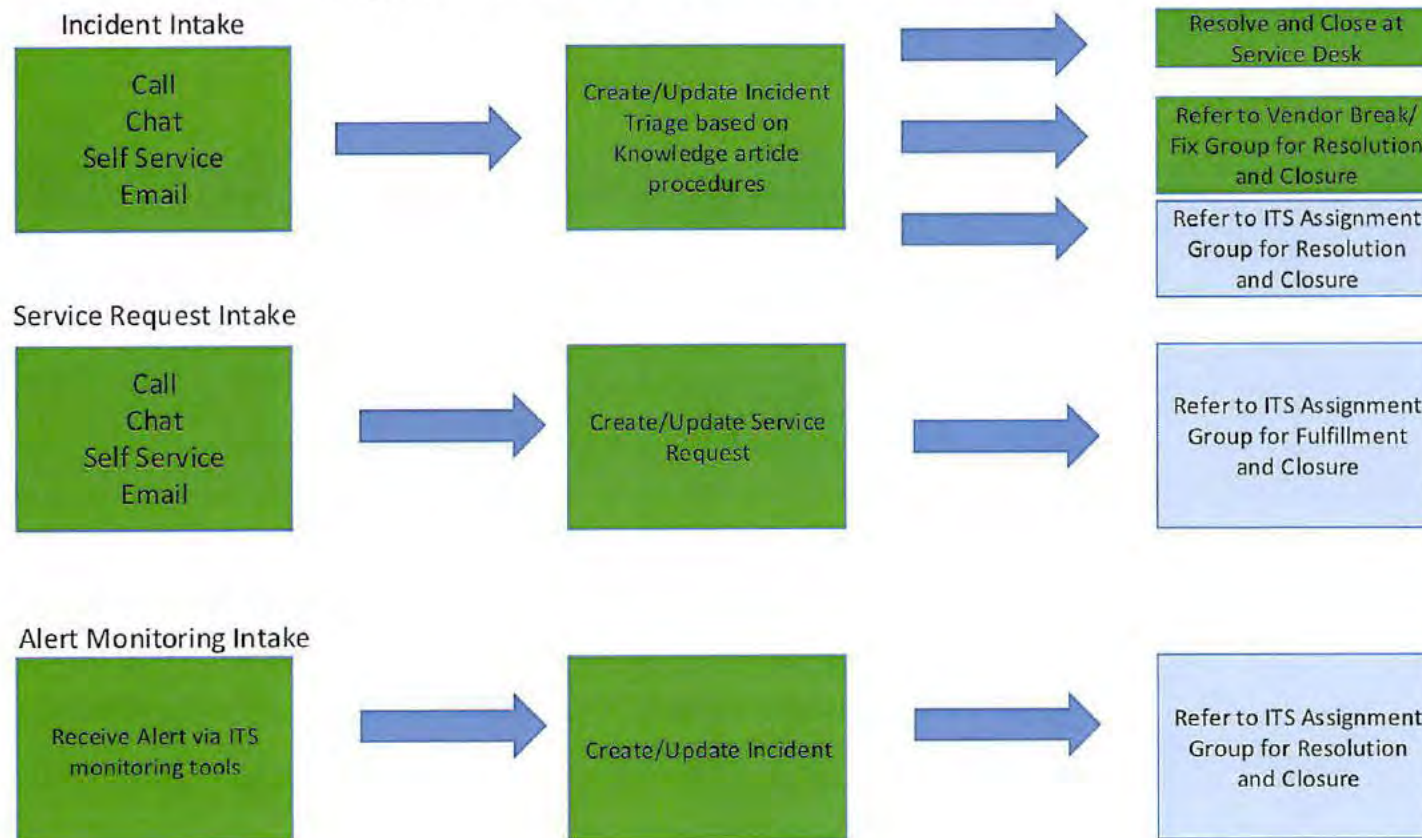 Incident Intake
Call
Chat
Self Service
Email
Create/Update Incident
Triage based on
Knowledge article
procedures
Resolve and Close at
Service Desk
Refer to Vendor Break/
Fix Group for Resolution
and Closure
Refer to ITS Assignment
Group for Resolution
and Closure
Service Request Intake
Call
Chat
Self Service
Email
Create/Update Service
Request
Refer to ITS Assignment
Group for Fulfillment
and Closure
Alert Monitoring Intake
Receive Alert via ITS
monitoring tools
Create/Update Incident
Refer to ITS Assignment
Group for Resolution
and Closure